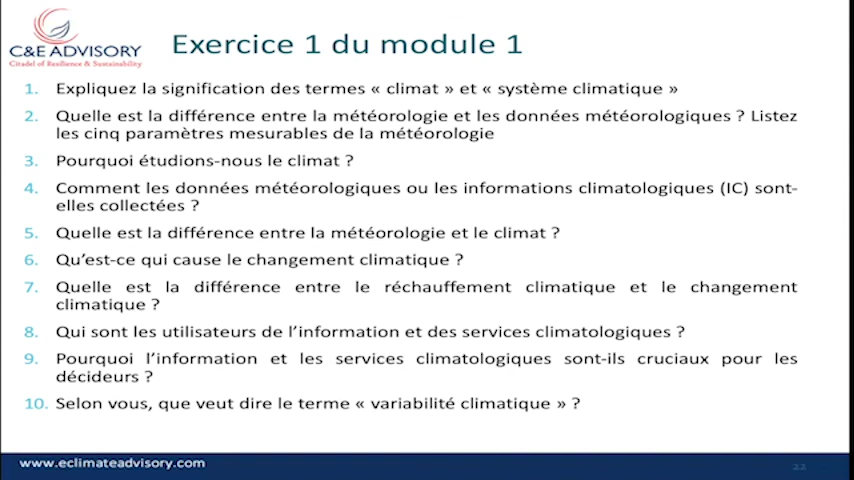 C&E ADVISORY
Citadel of Resilience & Sustainability
Exercice 1 du module 1
1. Expliquez la signification des termes « climat » et « système climatique »
2. Quelle est la différence entre la météorologie et les données météorologiques ? Listez
les cinq paramètres mesurables de la météorologie
3. Pourquoi étudions-nous le climat ?
4. Comment les données météorologiques ou les informations climatologiques (IC) sont-
elles collectées ?
5. Quelle est la différence entre la météorologie et le climat ?
6. Qu’est-ce qui cause le changement climatique ?
7. Quelle est la différence entre le réchauffement climatique et le changement
climatique ?
8. Qui sont les utilisateurs de l’information et des services climatologiques ?
9. Pourquoi l’information et les services climatologiques sont-ils cruciaux pour les
décideurs ?
10. Selon vous, que veut dire le terme « variabilité climatique » ?
www.eclimateadvisory.com